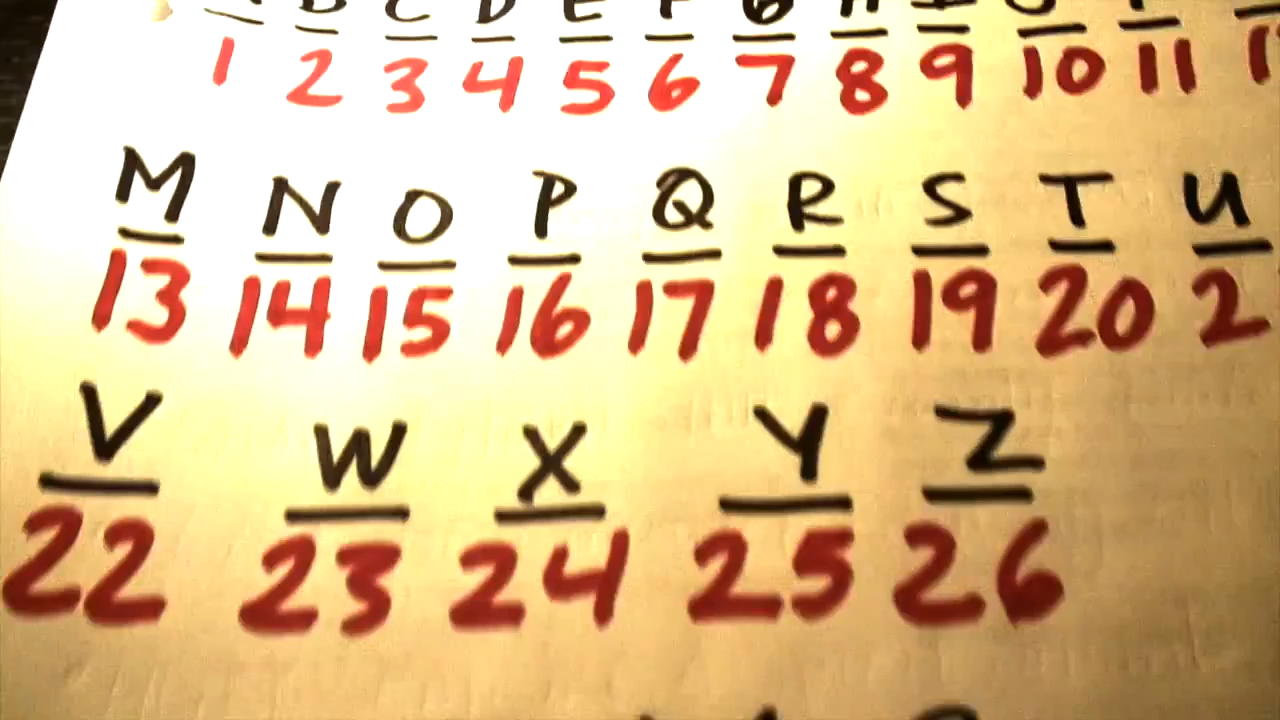 A B C D E F G H I J K
1 2 3 4 5 6 7 8 9 10 11
M N O P Q R S T U
13 14 15 16 17 18 19 20 2
V W X Y Z
22 23 24 25 26